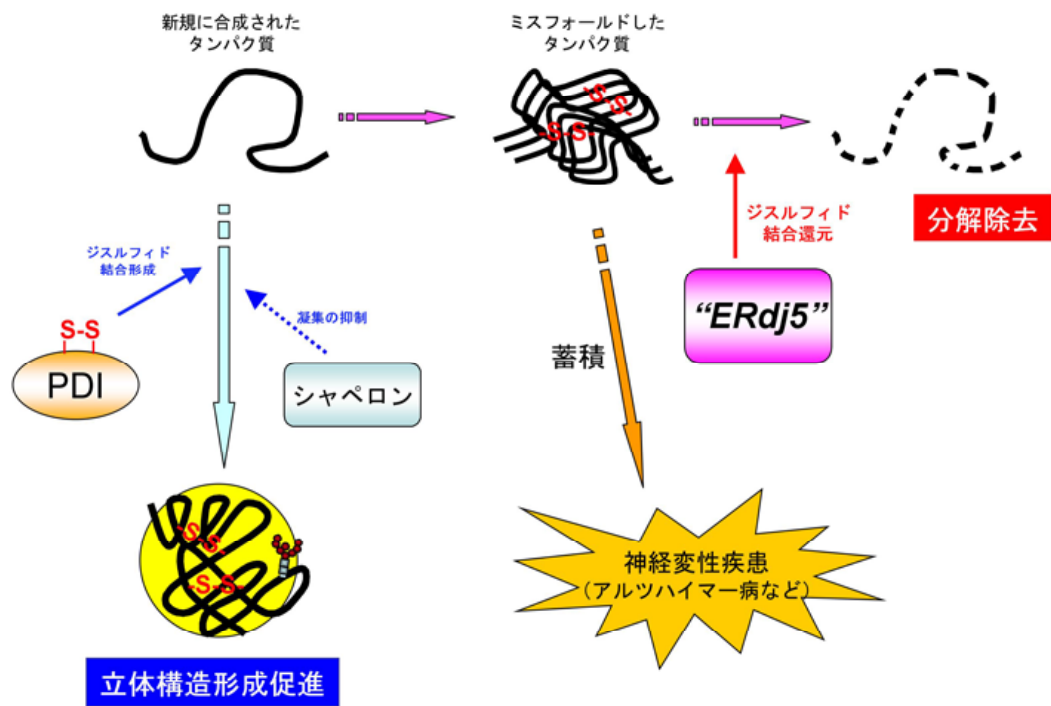 新規に合成された
タンパク質
ミスフォールドした
タンパク質
-S-S-
-S-S-
分解除去
ジスルフィド
結合還元
“ERdj5”
ジスルフィド
結合形成
S-S
PDI
凝集の抑制
シャペロン
蓄積
-S-S-
-S-S-
立体構造形成促進
神経変性疾患
（アルツハイマー病など）